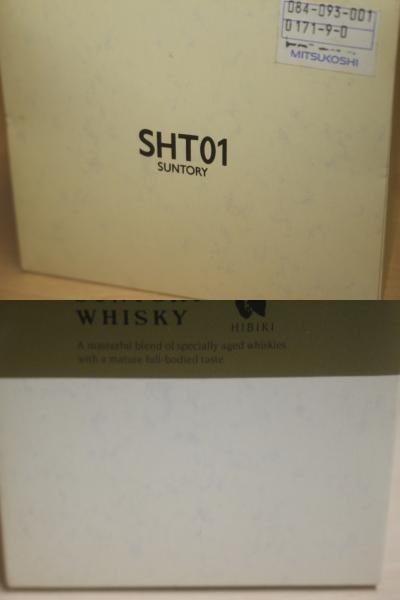 084-093-001
0171-9-0
MITSUKOSHI
SHT01
SUNTORY
WHISKY
HIBIKI
A masterful blend of specially aged whiskies
with a mature full-bodied taste